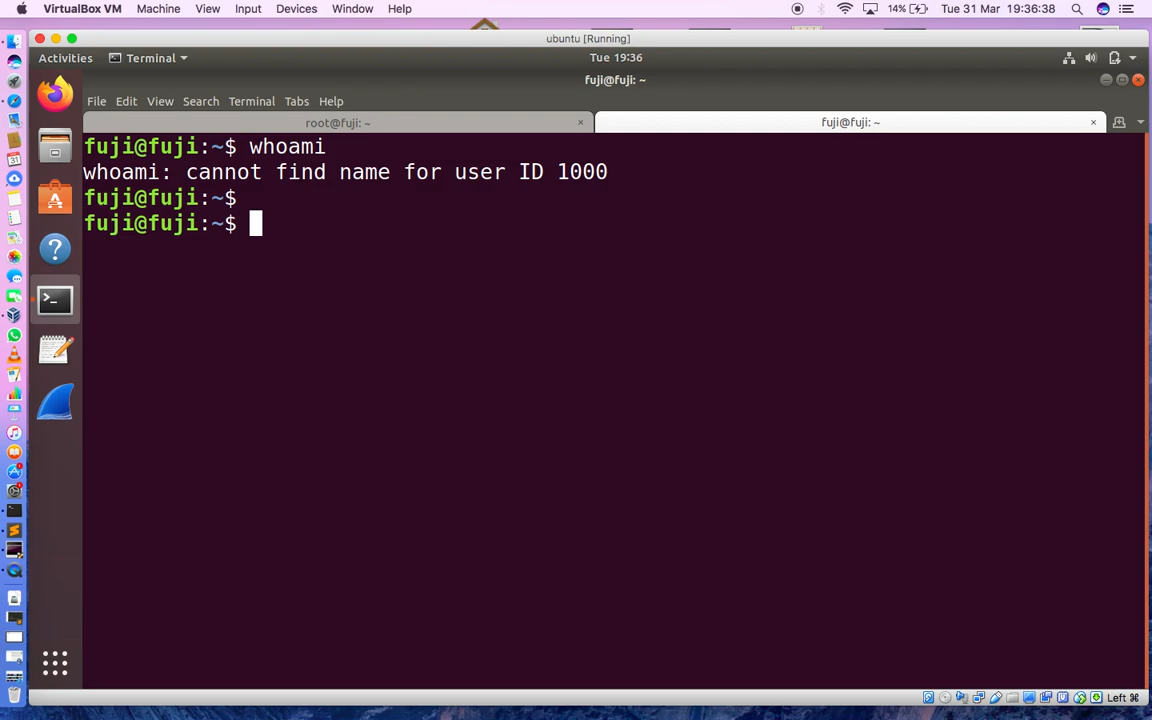 VirtualBox VM Machine View Input Devices Window Help 14% Tue 31 Mar 19:36:38
ubuntu [Running]
Activities Terminal Tue 19:36
fuji@fuji: ~
File Edit View Search Terminal Tabs Help
root@fuji: ~ × fuji@fuji: ~ ×
fuji@fuji:~$ whoami
whoami: cannot find name for user ID 1000
fuji@fuji:~$
fuji@fuji:~$
Left ⌘